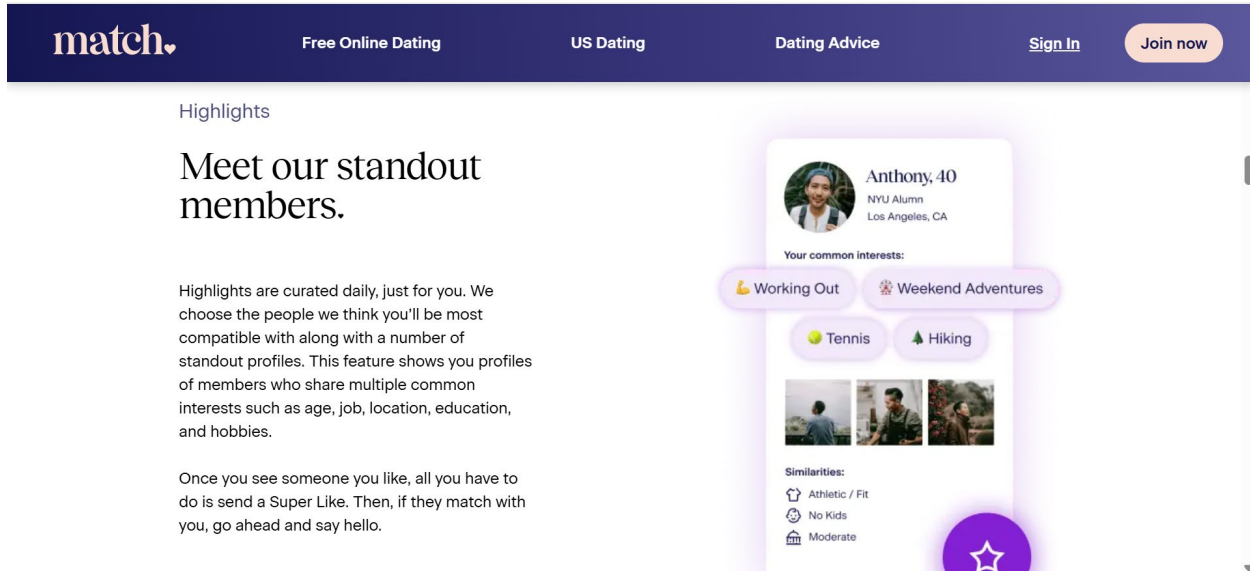 match
Free Online Dating
US Dating
Dating Advice
Sign In
Join now
Highlights
Meet our standout
members.
Highlights are curated daily, just for you. We
choose the people we think you'll be most
compatible with along with a number of
standout profiles. This feature shows you profiles
of members who share multiple common
interests such as age, job, location, education,
and hobbies.
Once you see someone you like, all you have to
do is send a Super Like. Then, if they match with
you, go ahead and say hello.
Anthony, 40
NYU Alumn
Los Angeles, CA
Your common interests:
💪 Working Out
🎡 Weekend Adventures
🎾 Tennis
🌲 Hiking
Similarities:
Athletic / Fit
No Kids
Moderate